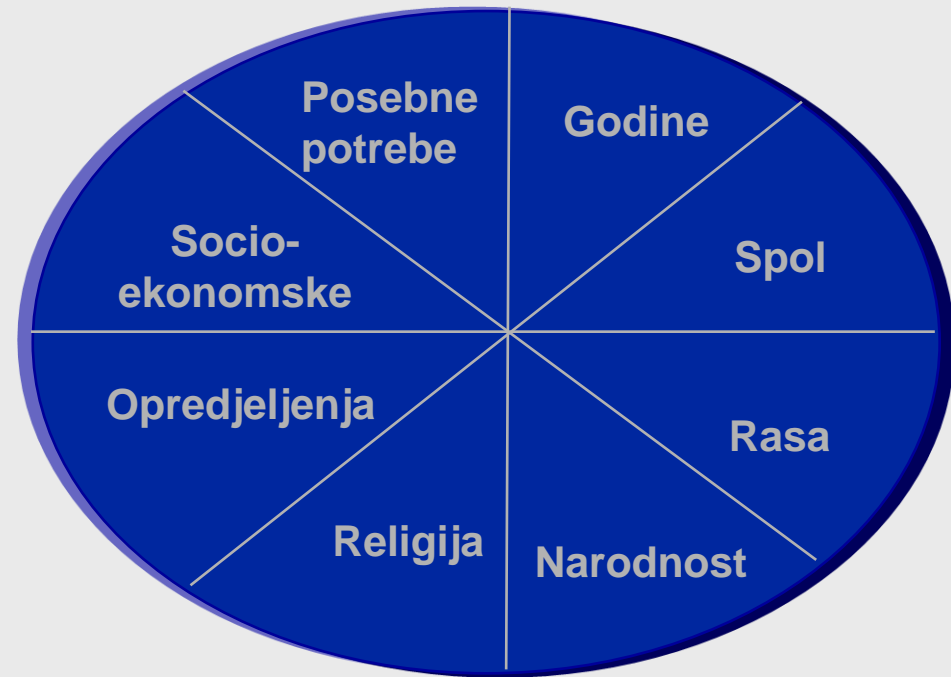 Posebne
potrebe
Godine
Socio-
ekonomske
Spol
Opredjeljenja
Rasa
Religija
Narodnost